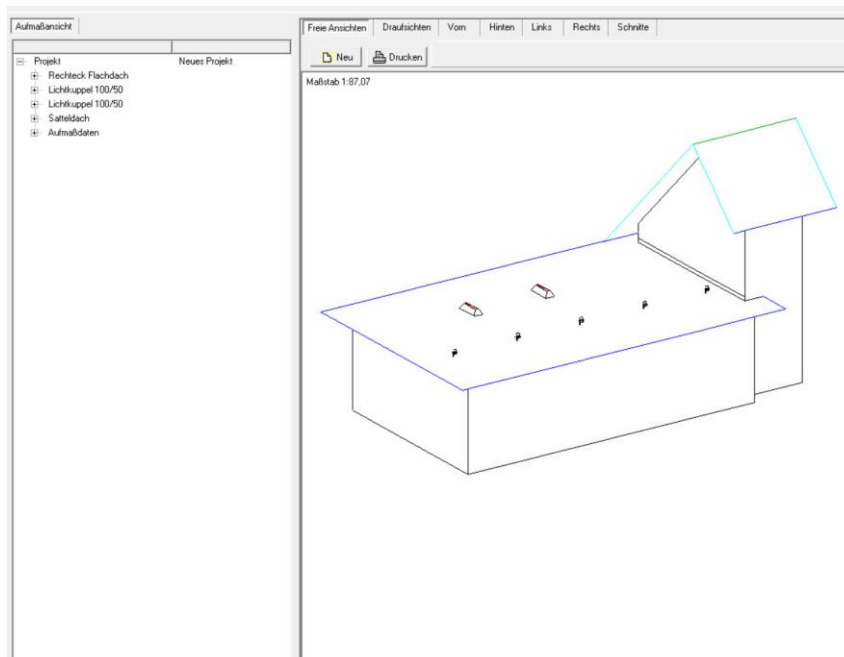 Aufmaßansicht
Projekt Neues Projekt
Rechteck Flachdach
Lichtkuppel 100/50
Lichtkuppel 100/50
Satteldach
Aufmaßdaten
Freie Ansichten Draufsichten Vorn Hinten Links Rechts Schnitte
Neu Drucken
Maßstab 1:87,07